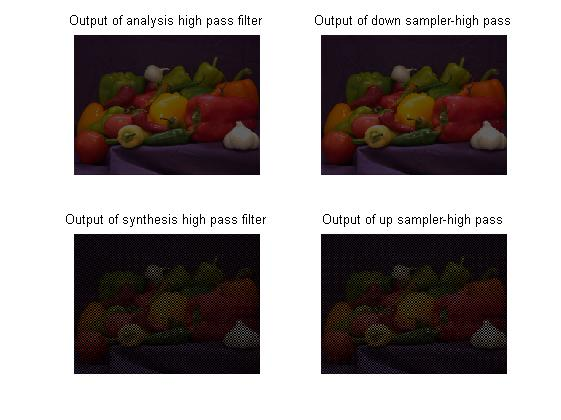 Output of analysis high pass filter
Output of down sampler-high pass
Output of synthesis high pass filter
Output of up sampler-high pass